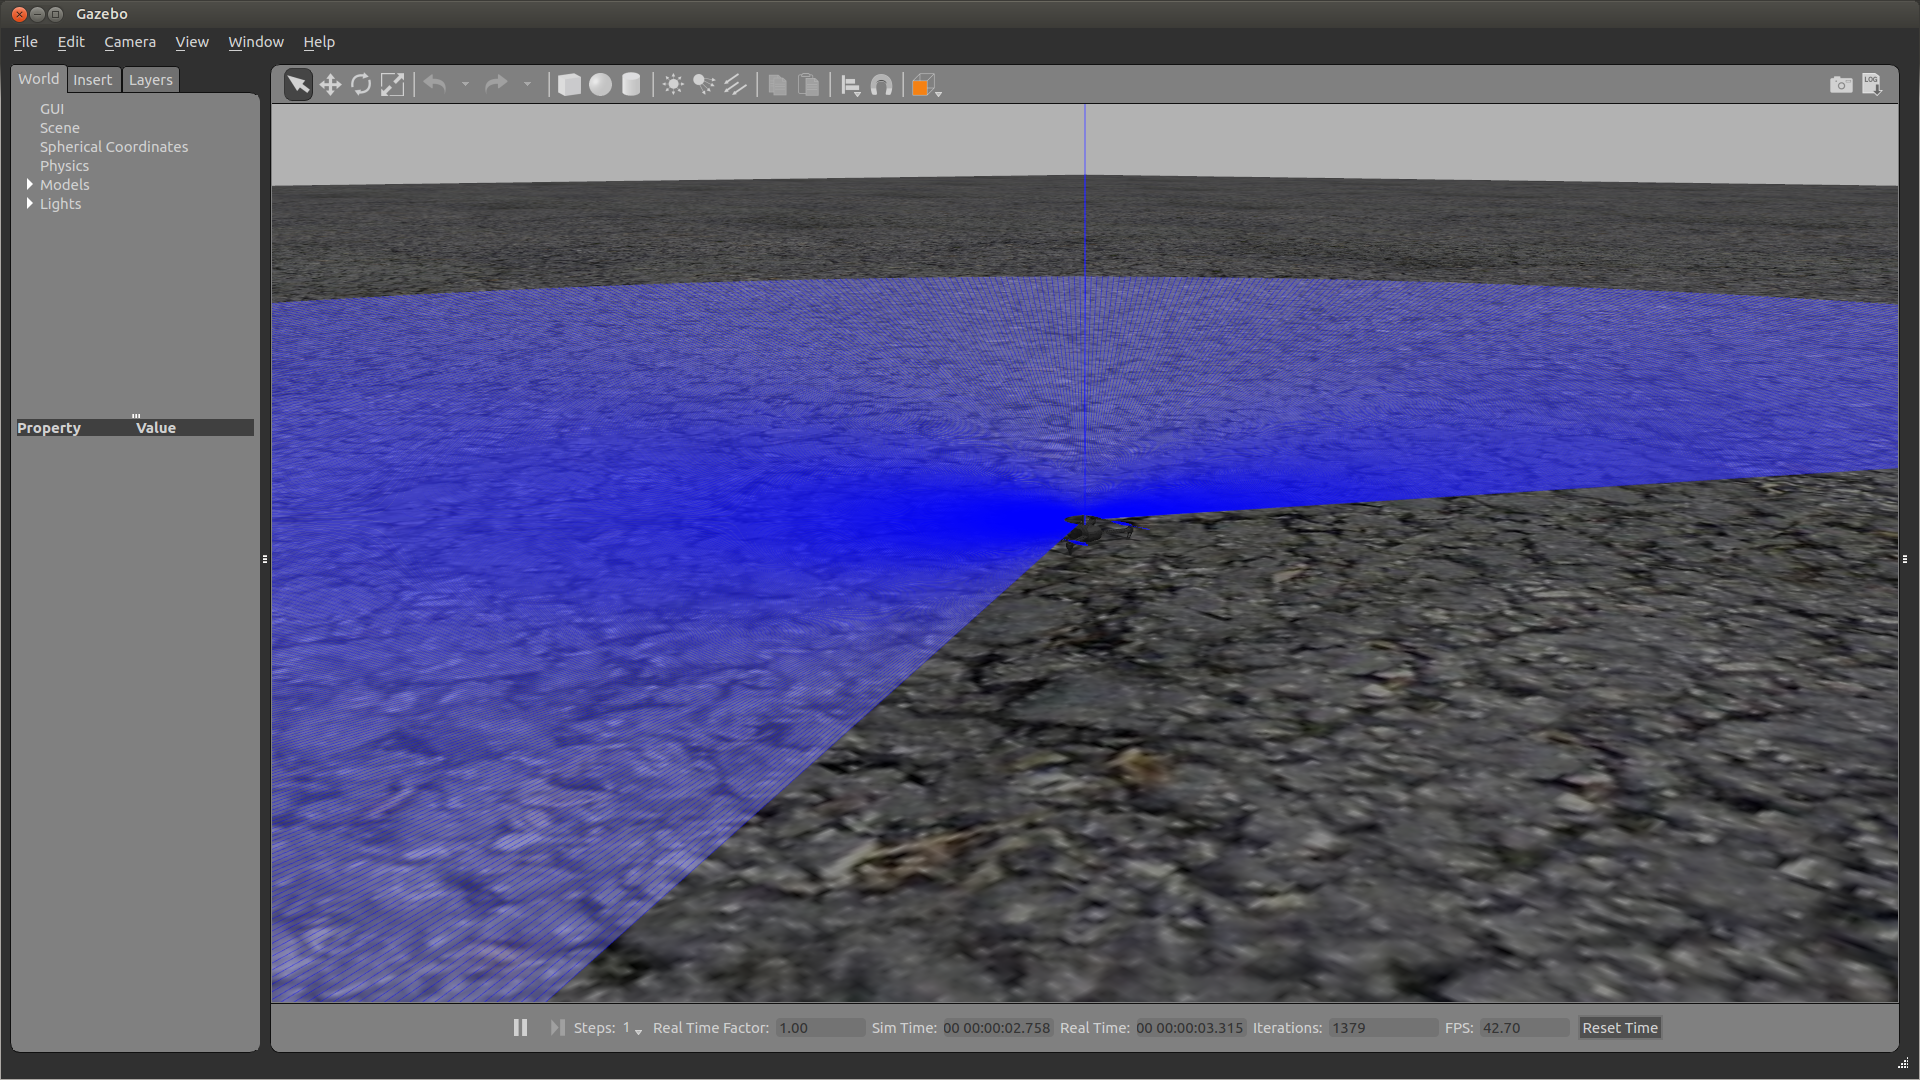 Gazebo
File Edit Camera View Window Help
World Insert Layers
LOG
GUI
Scene
Spherical Coordinates
Physics
Models
Lights
Property Value
Steps: 1 Real Time Factor: 1.00 Sim Time: 00 00:00:02.758 Real Time: 00 00:00:03.315 Iterations: 1379 FPS: 42.70 Reset Time